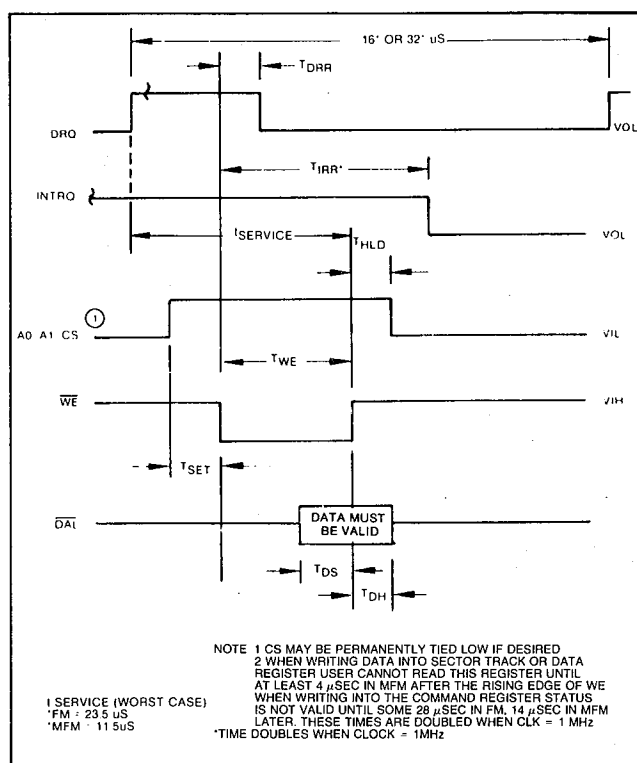 16* OR 32* uS
TDRR
DRQ
VOL
TIRR*
INTRQ
VOL
tSERVICE
THLD
1
A0 A1 CS
VIL
TWE
WE
VIH
TSET
DAL
DATA MUST
BE VALID
TDS
TDH
NOTE 1 CS MAY BE PERMANENTLY TIED LOW IF DESIRED
2 WHEN WRITING DATA INTO SECTOR TRACK OR DATA
REGISTER USER CANNOT READ THIS REGISTER UNTIL
AT LEAST 4 µSEC IN MFM AFTER THE RISING EDGE OF WE
WHEN WRITING INTO THE COMMAND REGISTER STATUS
IS NOT VALID UNTIL SOME 28 µSEC IN FM, 14 µSEC IN MFM
LATER. THESE TIMES ARE DOUBLED WHEN CLK = 1 MHz
*TIME DOUBLES WHEN CLOCK = 1MHz
t SERVICE (WORST CASE)
*FM = 23.5 uS
*MFM = 11.5uS